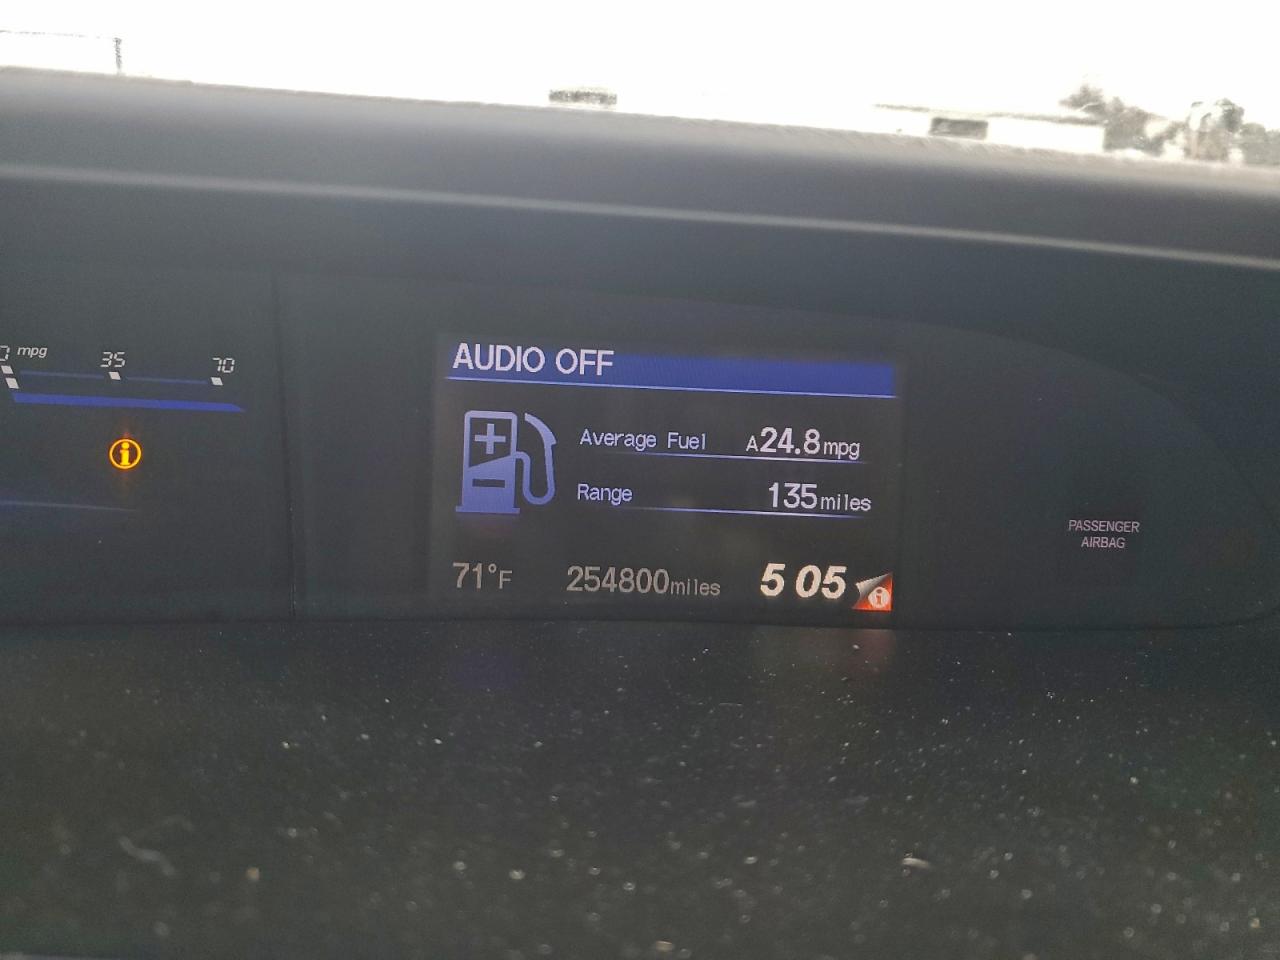 mpg 35 70
AUDIO OFF
Average Fuel A24.8mpg
Range 135miles
71°F 254800miles 5 05
PASSENGER
AIRBAG